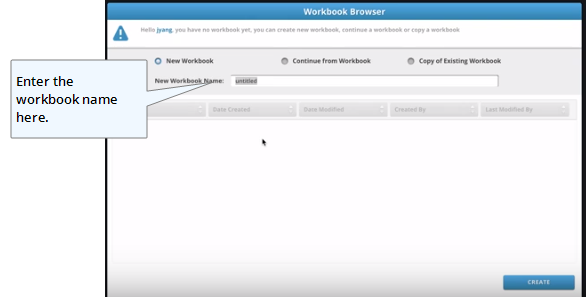 Workbook Browser
Hello jyang, you have no workbook yet, you can create new workbook, continue a workbook or copy a workbook
New Workbook Continue from Workbook Copy of Existing Workbook
New Workbook Name: untitled
Enter the
workbook name
here.
Date Created Date Modified Created By Last Modified By
CREATE